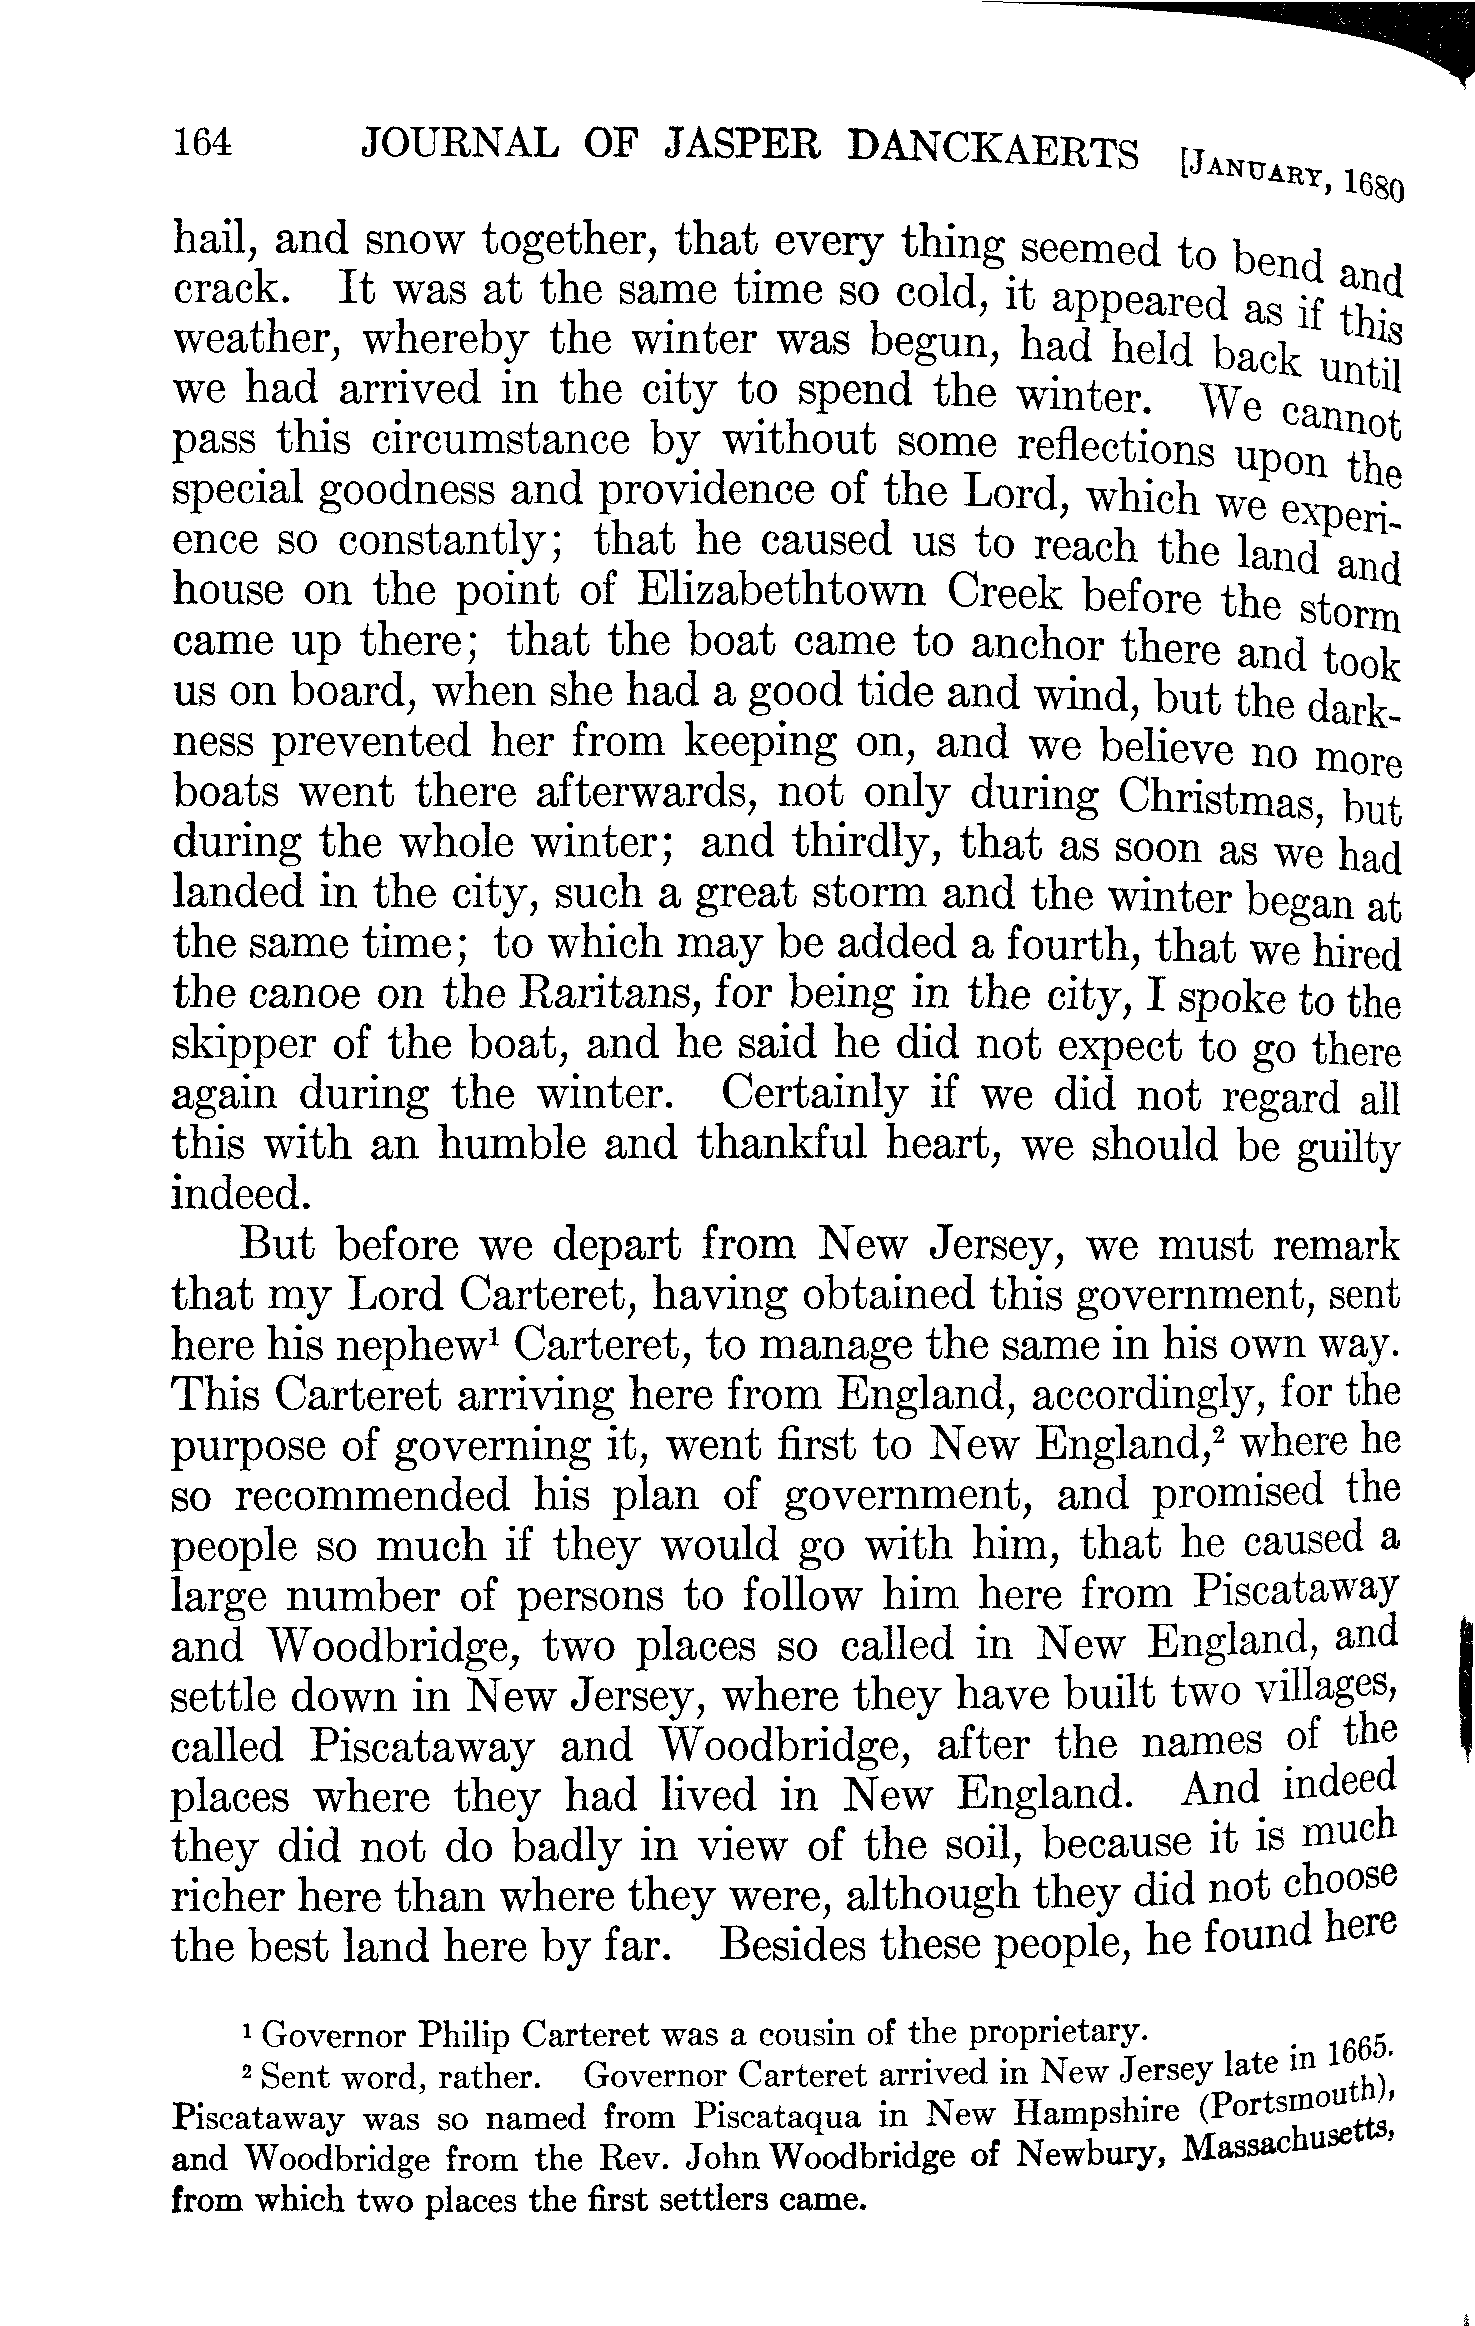 164 JOURNAL OF JASPER DANCKAERTS [JANUARY, 1680
hail, and snow together, that every thing seemed to bend and
crack. It was at the same time so cold, it appeared as if this
weather, whereby the winter was begun, had held back until
we had arrived in the city to spend the winter. We cannot
pass this circumstance by without some reflections upon the
special goodness and providence of the Lord, which we experi-
ence so constantly; that he caused us to reach the land and
house on the point of Elizabethtown Creek before the storm
came up there; that the boat came to anchor there and took
us on board, when she had a good tide and wind, but the dark-
ness prevented her from keeping on, and we believe no more
boats went there afterwards, not only during Christmas, but
during the whole winter; and thirdly, that as soon as we had
landed in the city, such a great storm and the winter began at
the same time; to which may be added a fourth, that we hired
the canoe on the Raritans, for being in the city, I spoke to the
skipper of the boat, and he said he did not expect to go there
again during the winter. Certainly if we did not regard all
this with an humble and thankful heart, we should be guilty
indeed.
But before we depart from New Jersey, we must remark
that my Lord Carteret, having obtained this government, sent
here his nephew¹ Carteret, to manage the same in his own way.
This Carteret arriving here from England, accordingly, for the
purpose of governing it, went first to New England,² where he
so recommended his plan of government, and promised the
people so much if they would go with him, that he caused a
large number of persons to follow him here from Piscataway
and Woodbridge, two places so called in New England, and
settle down in New Jersey, where they have built two villages,
called Piscataway and Woodbridge, after the names of the
places where they had lived in New England. And indeed
they did not do badly in view of the soil, because it is much
richer here than where they were, although they did not choose
the best land here by far. Besides these people, he found here
¹ Governor Philip Carteret was a cousin of the proprietary.
² Sent word, rather. Governor Carteret arrived in New Jersey late in 1665.
Piscataway was so named from Piscataqua in New Hampshire (Portsmouth),
and Woodbridge from the Rev. John Woodbridge of Newbury, Massachusetts,
from which two places the first settlers came.